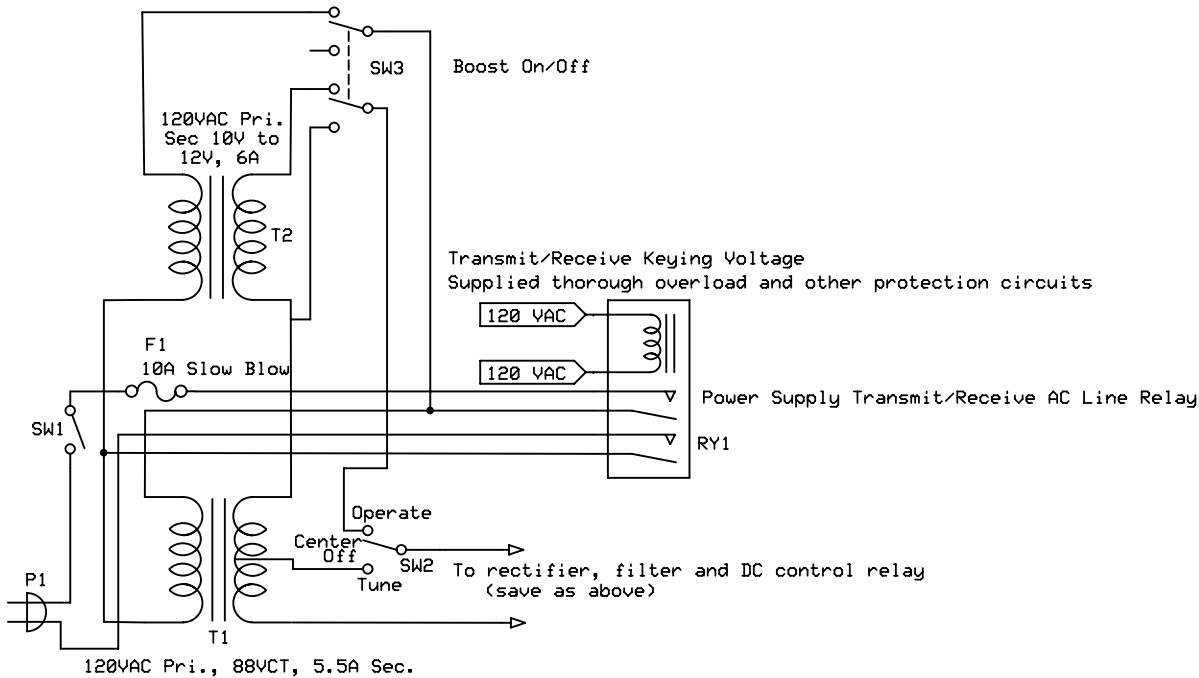 SW3
Boost On/Off
120VAC Pri.
Sec 10V to
12V, 6A
T2
Transmit/Receive Keying Voltage
Supplied thorough overload and other protection circuits
120 VAC
F1
10A Slow Blow
120 VAC
Power Supply Transmit/Receive AC Line Relay
SW1
RY1
Operate
Center
Off
SW2
P1
Tune
To rectifier, filter and DC control relay
(save as above)
T1
120VAC Pri., 88VCT, 5.5A Sec.